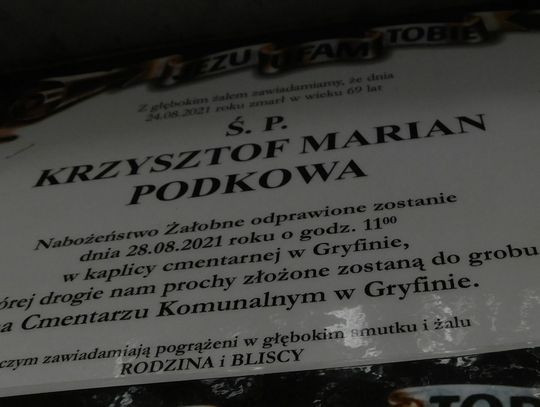 JEZU UFAM TOBIE
Z głębokim żalem zawiadamiamy, że dnia
24.08.2021 roku zmarł w wieku 69 lat
Ś. P.
KRZYSZTOF MARIAN
PODKOWA
Nabożeństwo Żałobne odprawione zostanie
dnia 28.08.2021 roku o godz. 11⁰⁰
w kaplicy cmentarnej w Gryfinie,
órej drogie nam prochy złożone zostaną do grobu
a Cmentarzu Komunalnym w Gryfinie.
czym zawiadamiają pogrążeni w głębokim smutku i żalu
RODZINA i BLISCY